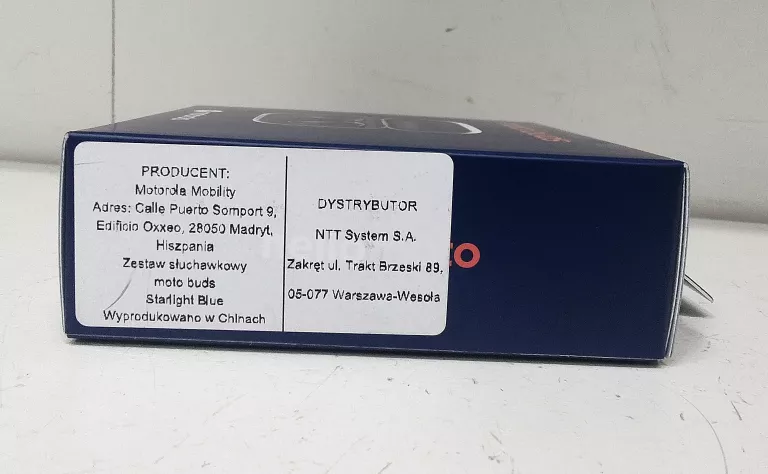 PRODUCENT:
Motorola Mobility
Adres: Calle Puerto Somport 9,
Edificio Oxxeo, 28050 Madryt,
Hiszpania
Zestaw słuchawkowy
moto buds
Starlight Blue
Wyprodukowano w Chinach
DYSTRYBUTOR
NTT System S.A.
Zakręt ul. Trakt Brzeski 89,
05-077 Warszawa-Wesoła